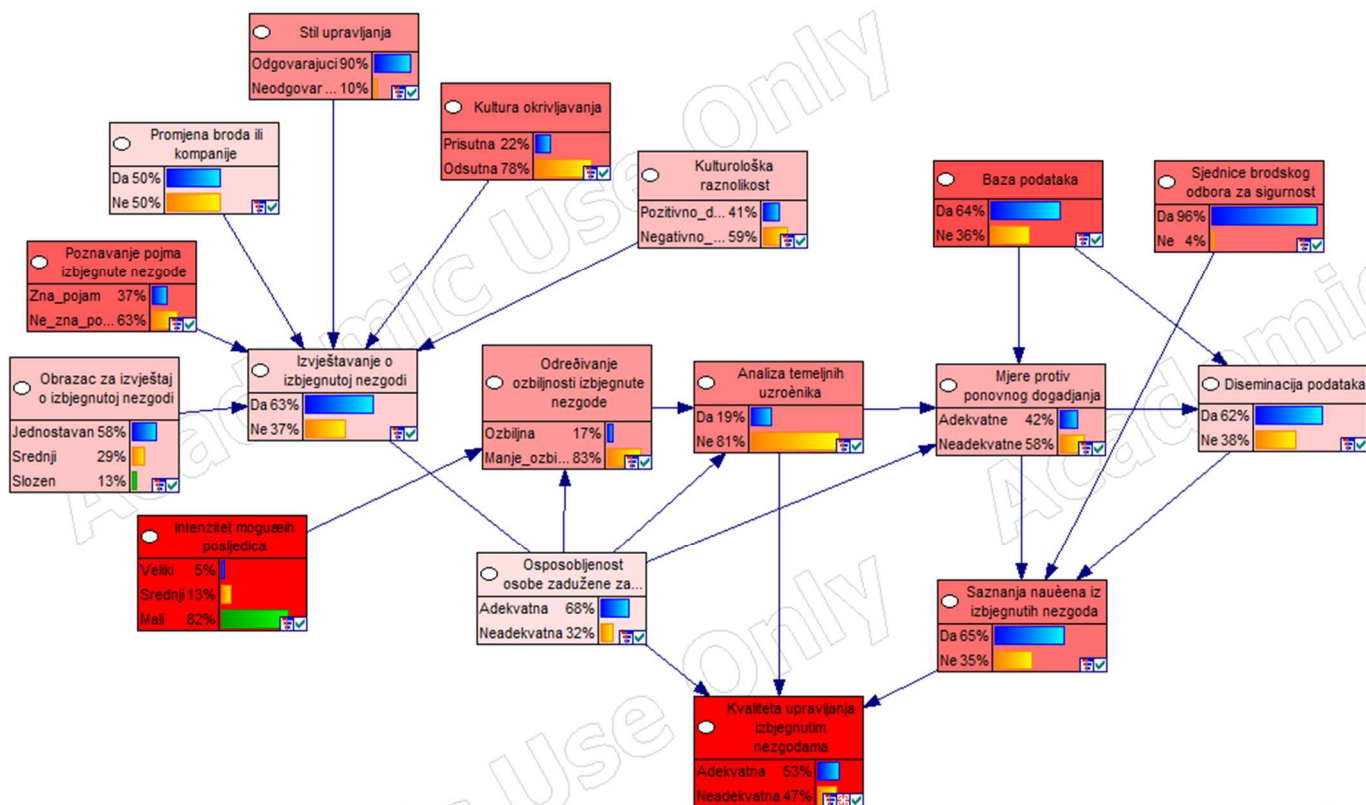 Stil upravljanja
Odgovarajuci 90%
Neodgovar ... 10%
Kultura okrivljavanja
Prisutna 22%
Odsutna 78%
Promjena broda ili
kompanije
Da 50%
Ne 50%
Kulturološka
raznolikost
Pozitivno_d... 41%
Negativno_... 59%
Baza podataka
Da 64%
Ne 36%
Sjednice brodskog
odbora za sigurnost
Da 96%
Ne 4%
Poznavanje pojma
izbjegnute nezgode
Zna_pojam 37%
Ne_zna_po... 63%
Obrazac za izvještaj
o izbjegnutoj nezgodi
Jednostavan 58%
Srednji 29%
Slozen 13%
Izvještavanje o
izbjegnutoj nezgodi
Da 63%
Ne 37%
Odreðivanje
ozbiljnosti izbjegnute
nezgode
Ozbiljna 17%
Manje_ozbi... 83%
Analiza temeljnih
uzroènika
Da 19%
Ne 81%
Mjere protiv
ponovnog dogadjanja
Adekvatne 42%
Neadekvatne 58%
Diseminacija podataka
Da 62%
Ne 38%
Intenzitet moguæih
posljedica
Veliki 5%
Srednji 13%
Mali 82%
Osposobljenost
osobe zadužene za...
Adekvatna 68%
Neadekvatna 32%
Saznanja nauèena iz
izbjegnutih nezgoda
Da 65%
Ne 35%
Kvaliteta upravljanja
izbjegnutim
nezgodama
Adekvatna 53%
Neadekvatna 47%
Academic Use Only
Academic
Use Only